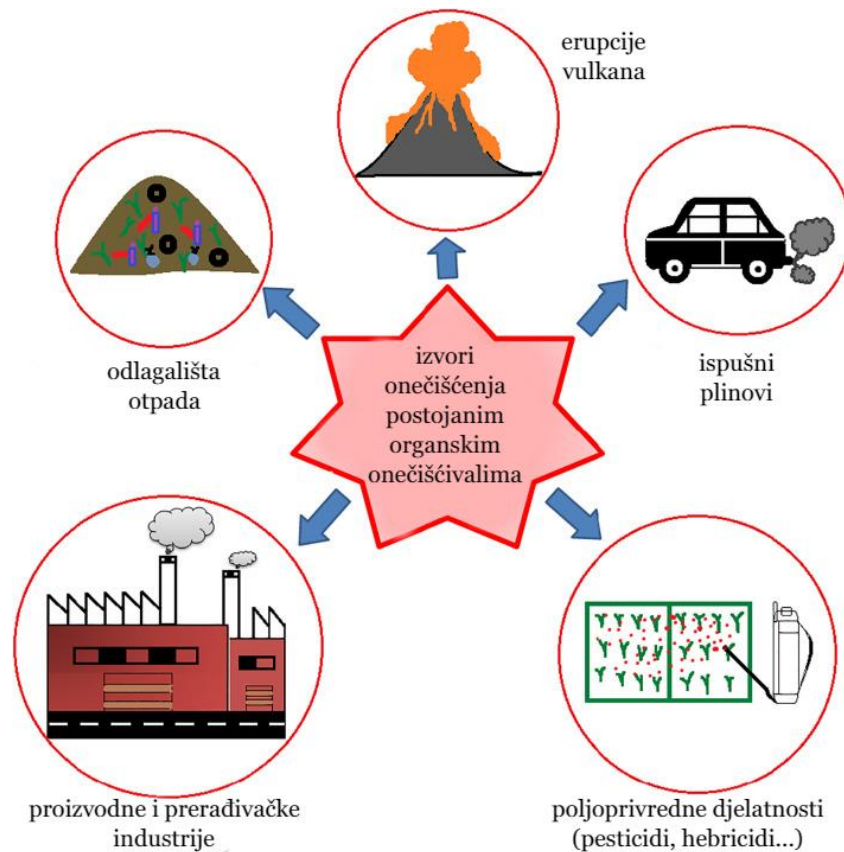 erupcije
vulkana
odlagališta
otpada
ispušni
plinovi
izvori
onečišćenja
postojanim
organskim
onečišćivalima
proizvodne i prerađivačke
industrije
poljoprivredne djelatnosti
(pesticidi, hebricidi...)